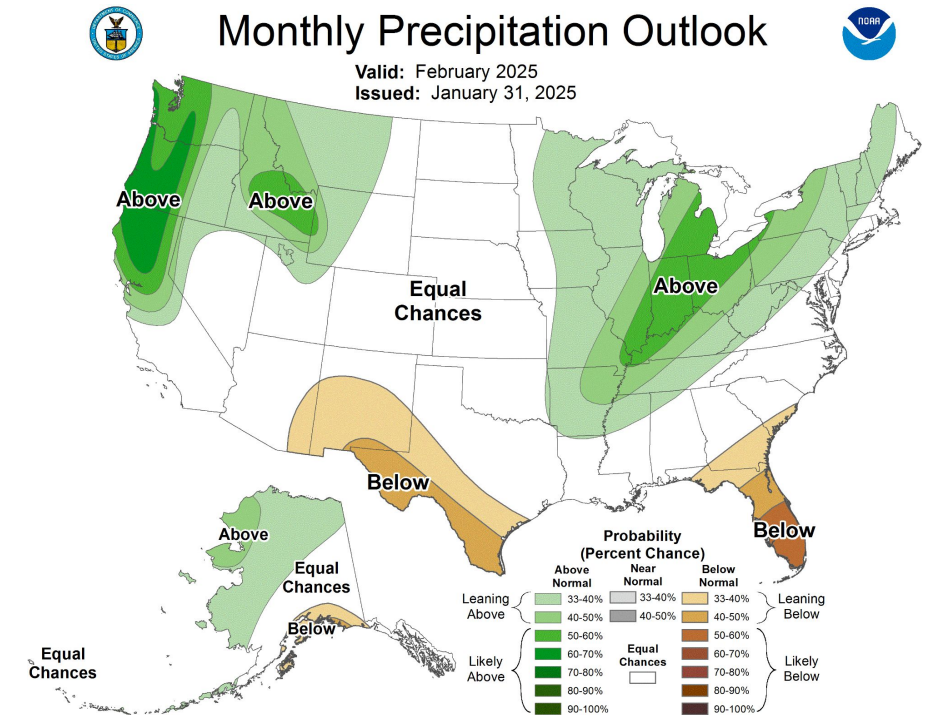 Monthly Precipitation Outlook
NOAA
Valid: February 2025
Issued: January 31, 2025
Above
Above
Equal
Chances
Above
Below
Below
Above
Equal
Chances
Below
Equal
Chances
Probability
(Percent Chance)
Above
Normal
Near
Normal
Below
Normal
Leaning
Above
33-40%
33-40%
33-40%
Leaning
Below
40-50%
40-50%
40-50%
Likely
Above
50-60%
50-60%
Likely
Below
60-70%
60-70%
Equal
Chances
70-80%
70-80%
80-90%
80-90%
90-100%
90-100%